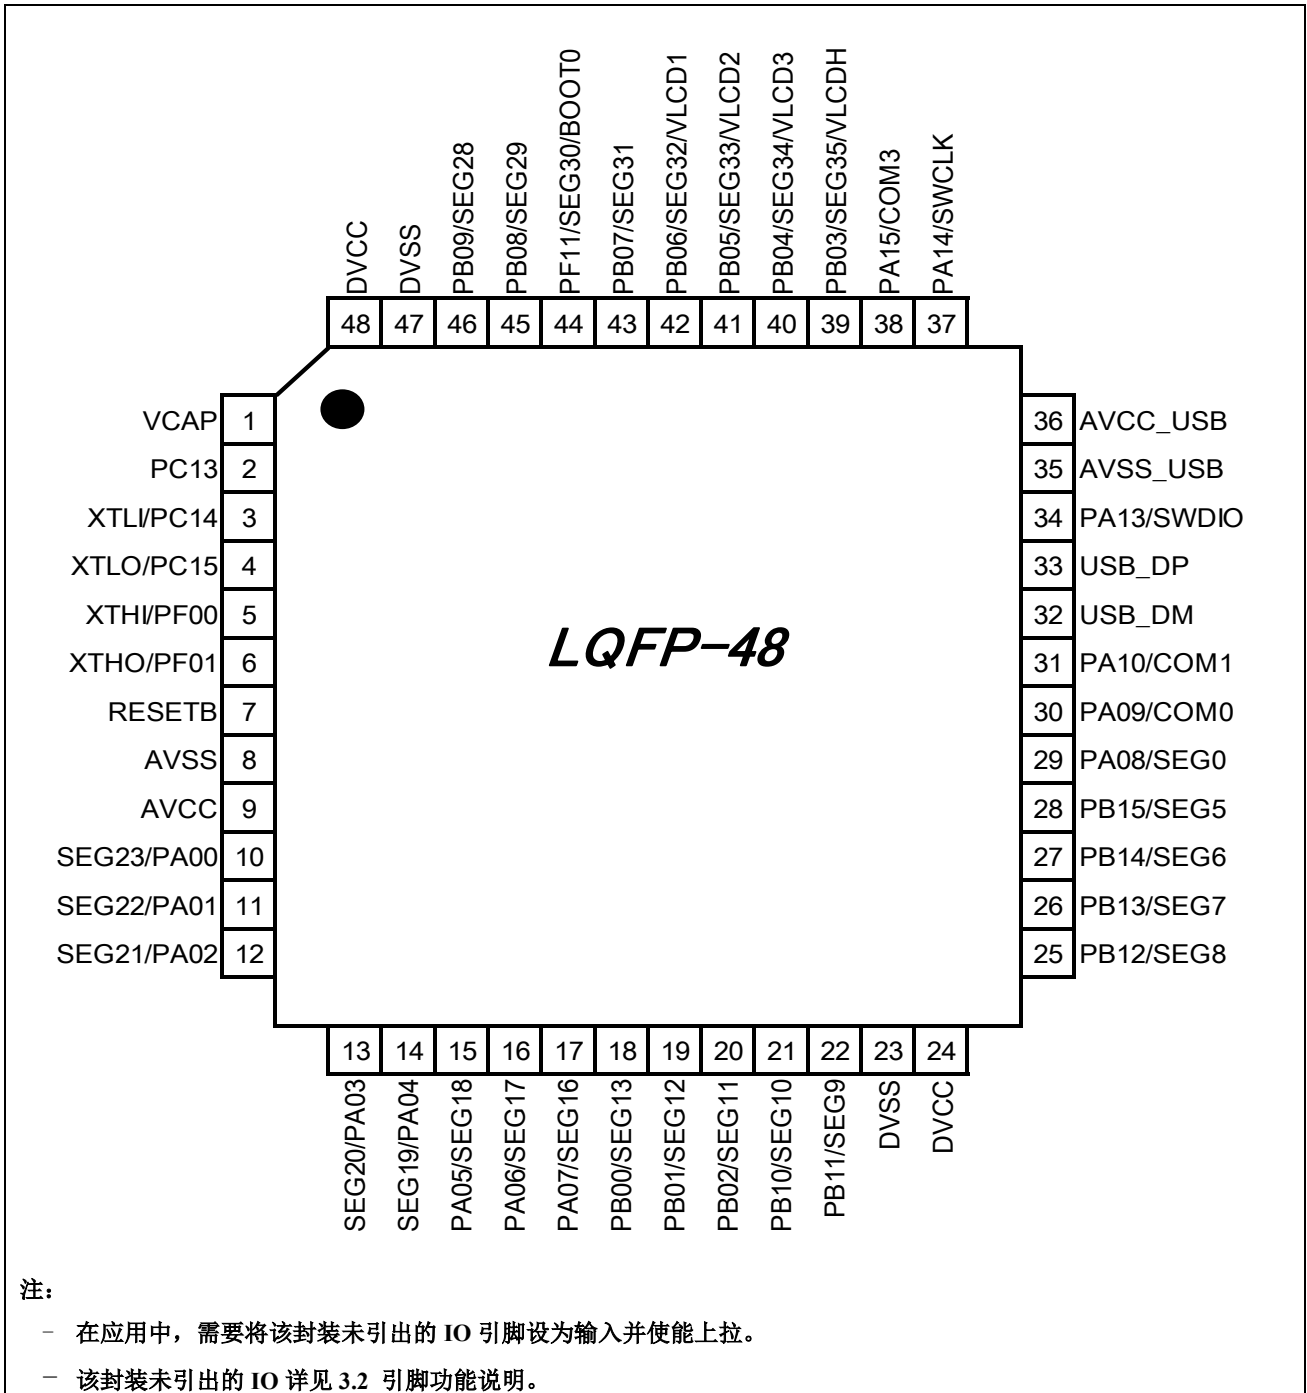 DVCC
DVSS
PB09/SEG28
PB08/SEG29
PF11/SEG30/BOOT0
PB07/SEG31
PB06/SEG32/VLCD1
PB05/SEG33/VLCD2
PB04/SEG34/VLCD3
PB03/SEG35/VLCDH
PA15/COM3
PA14/SWCLK
48 47 46 45 44 43 42 41 40 39 38 37
VCAP 1
PC13 2
XTLI/PC14 3
XTLO/PC15 4
XTHI/PF00 5
XTHO/PF01 6
RESETB 7
AVSS 8
AVCC 9
SEG23/PA00 10
SEG22/PA01 11
SEG21/PA02 12
LQFP-48
36 AVCC_USB
35 AVSS_USB
34 PA13/SWDIO
33 USB_DP
32 USB_DM
31 PA10/COM1
30 PA09/COM0
29 PA08/SEG0
28 PB15/SEG5
27 PB14/SEG6
26 PB13/SEG7
25 PB12/SEG8
13 14 15 16 17 18 19 20 21 22 23 24
SEG20/PA03
SEG19/PA04
PA05/SEG18
PA06/SEG17
PA07/SEG16
PB00/SEG13
PB01/SEG12
PB02/SEG11
PB10/SEG10
PB11/SEG9
DVSS
DVCC
注：
– 在应用中，需要将该封装未引出的 IO 引脚设为输入并使能上拉。
– 该封装未引出的 IO 详见 3.2 引脚功能说明。